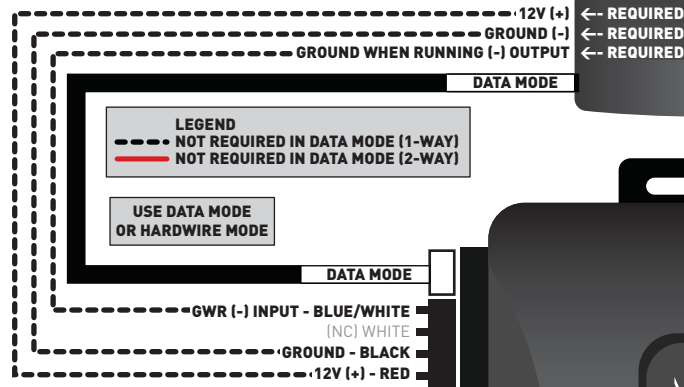 12V (+) <-- REQUIRED
GROUND (-) <-- REQUIRED
GROUND WHEN RUNNING (-) OUTPUT <-- REQUIRED
DATA MODE
LEGEND
NOT REQUIRED IN DATA MODE (1-WAY)
NOT REQUIRED IN DATA MODE (2-WAY)
USE DATA MODE
OR HARDWIRE MODE
DATA MODE
GWR (-) INPUT - BLUE/WHITE
(NC) WHITE
GROUND - BLACK
12V (+) - RED